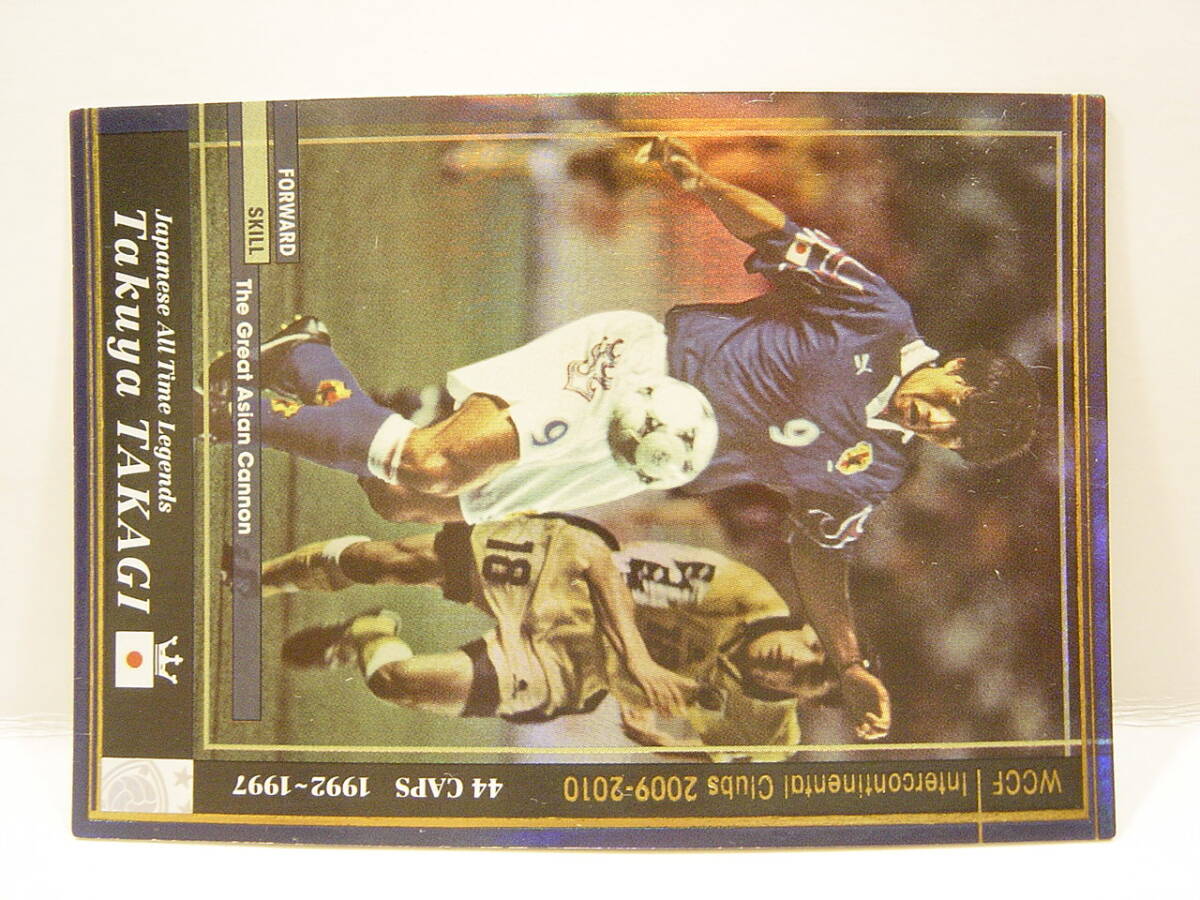 WCCF Intercontinental Clubs 2009-2010
44 CAPS 1992~1997
9
9
18
FORWARD
SKILL
The Great Asian Cannon
Japanese All Time Legends
Takuya TAKAGI